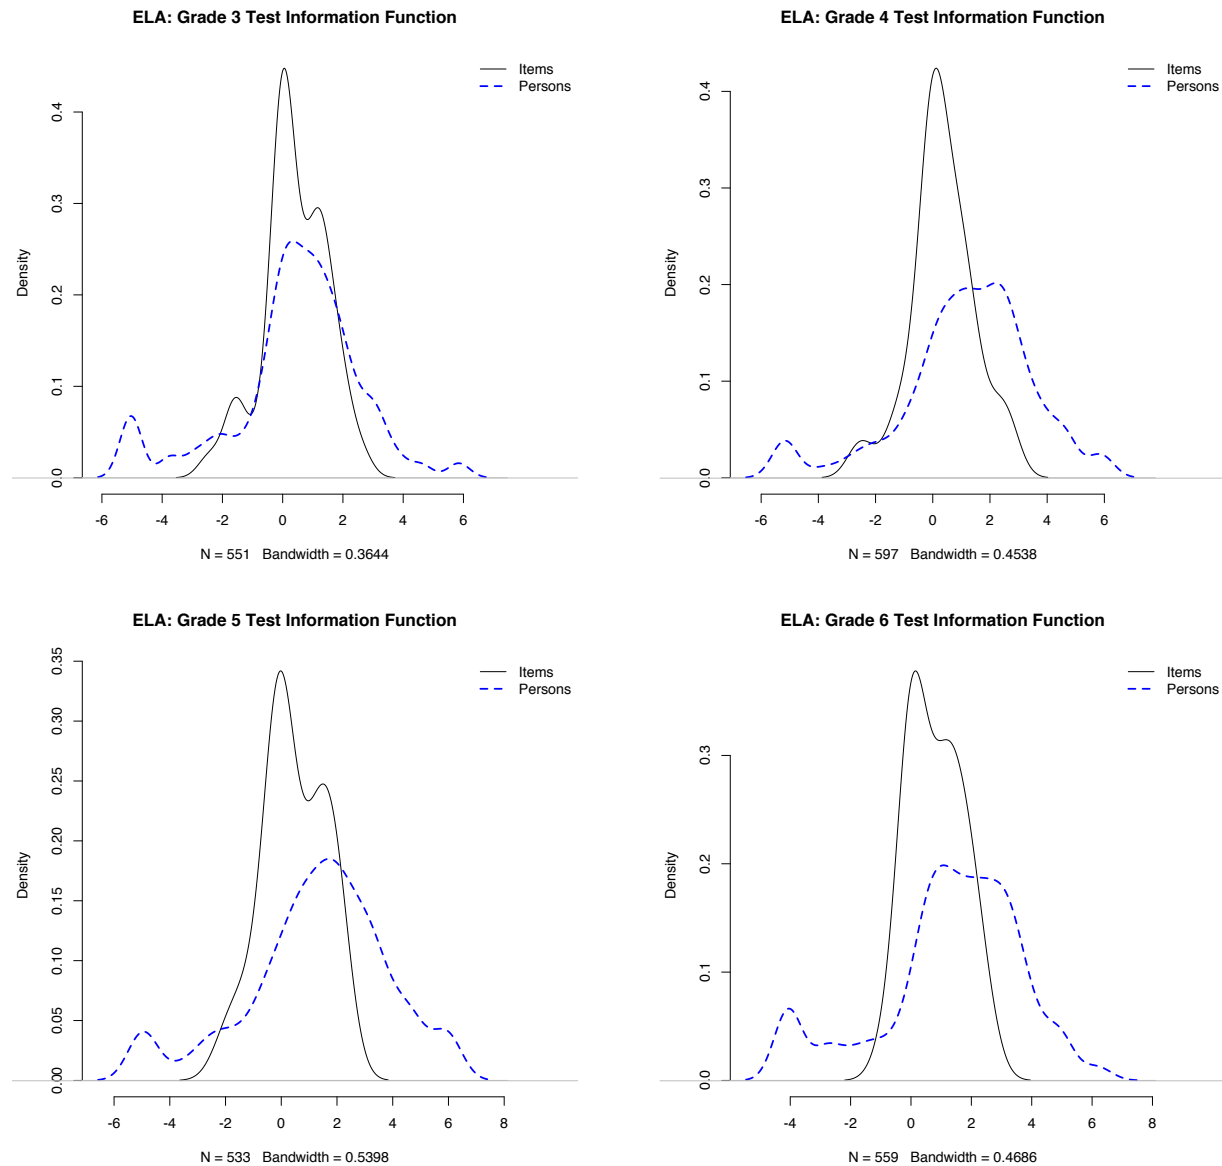 ELA: Grade 3 Test Information Function
Items
Persons
Density
0.0 0.1 0.2 0.3 0.4
-6 -4 -2 0 2 4 6
N = 551 Bandwidth = 0.3644
ELA: Grade 4 Test Information Function
Items
Persons
Density
0.0 0.1 0.2 0.3 0.4
-6 -4 -2 0 2 4 6
N = 597 Bandwidth = 0.4538
ELA: Grade 5 Test Information Function
Items
Persons
Density
0.00 0.05 0.10 0.15 0.20 0.25 0.30 0.35
-6 -4 -2 0 2 4 6 8
N = 533 Bandwidth = 0.5398
ELA: Grade 6 Test Information Function
Items
Persons
Density
0.0 0.1 0.2 0.3
-4 -2 0 2 4 6 8
N = 559 Bandwidth = 0.4686